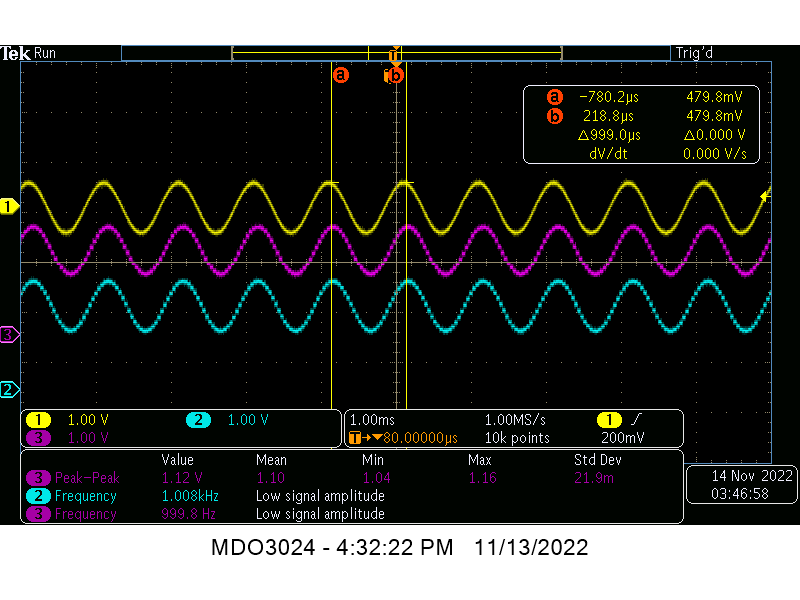 Tek Run Trig'd
T
a b
a −780.2µs 479.8mV
b 218.8µs 479.8mV
△999.0µs △0.000 V
dV/dt 0.000 V/s
1
3
2
1 1.00 V 2 1.00 V
3 1.00 V
1.00ms 1.00MS/s 1
T→▼80.00000µs 10k points 200mV
Value Mean Min Max Std Dev
3 Peak-Peak 1.12 V 1.10 1.04 1.16 21.9m
2 Frequency 1.008kHz Low signal amplitude
3 Frequency 999.8 Hz Low signal amplitude
14 Nov 2022
03:46:58
MDO3024 - 4:32:22 PM 11/13/2022